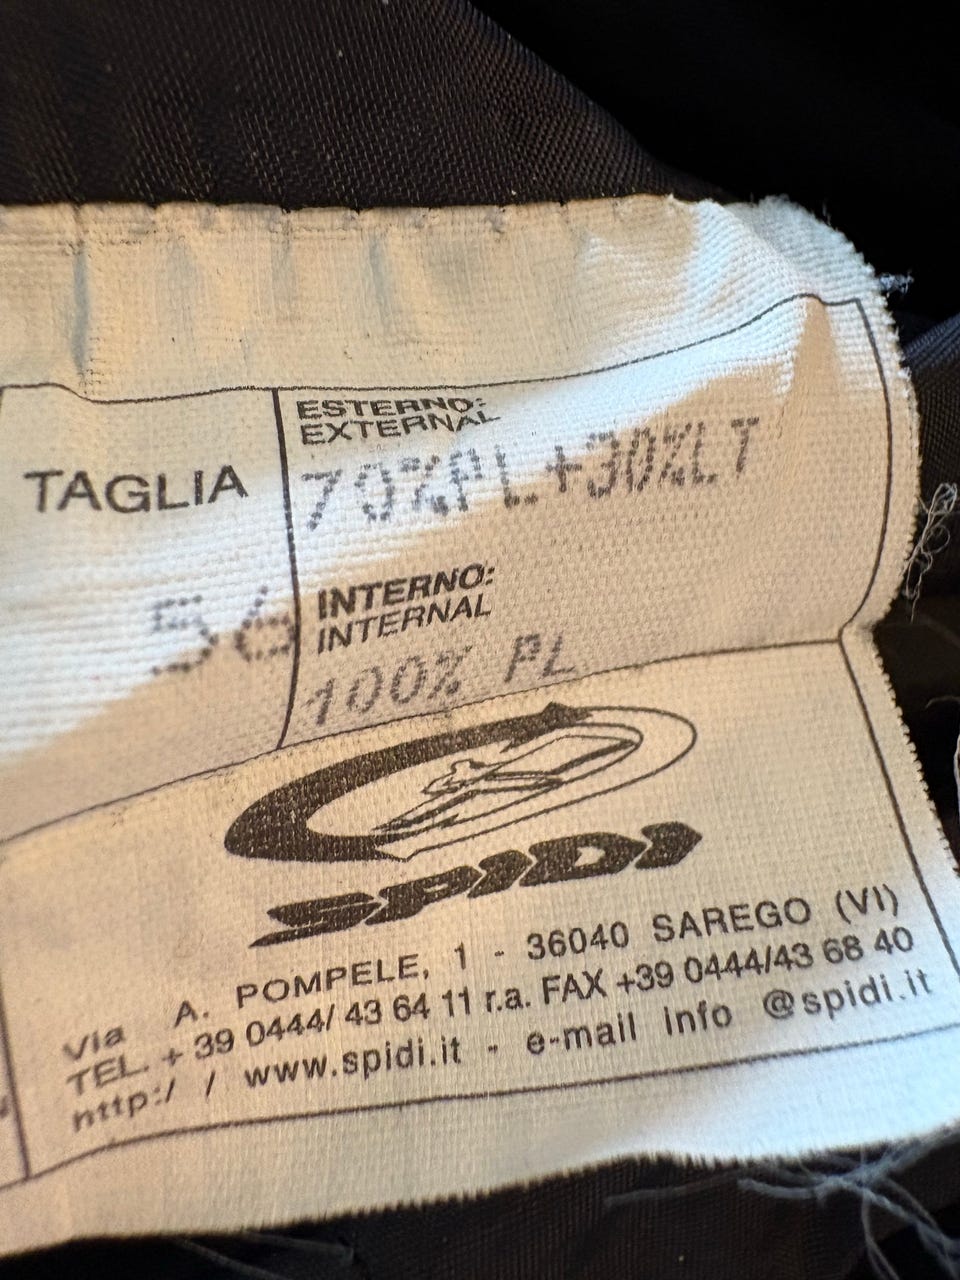 TAGLIA
56
ESTERNO:
EXTERNAL
70%PL+30%LT
INTERNO:
INTERNAL
100% PL
SPIDI
Via A. POMPELE, 1 - 36040 SAREGO (VI)
TEL. + 39 0444/ 43 64 11 r.a. FAX +39 0444/43 68 40
http:/ / www.spidi.it - e-mail info @spidi.it